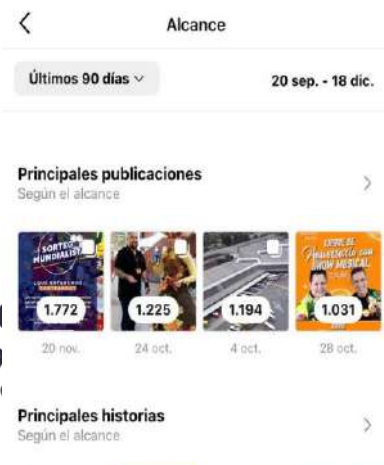 Alcance
Últimos 90 días
20 sep. - 18 dic.
Principales publicaciones
Según el alcance
SORTEO
MUNDIALISTA
1.772
1.225
1.194
1.031
20 nov.
24 oct.
4 oct.
28 oct.
Principales historias
Según el alcance